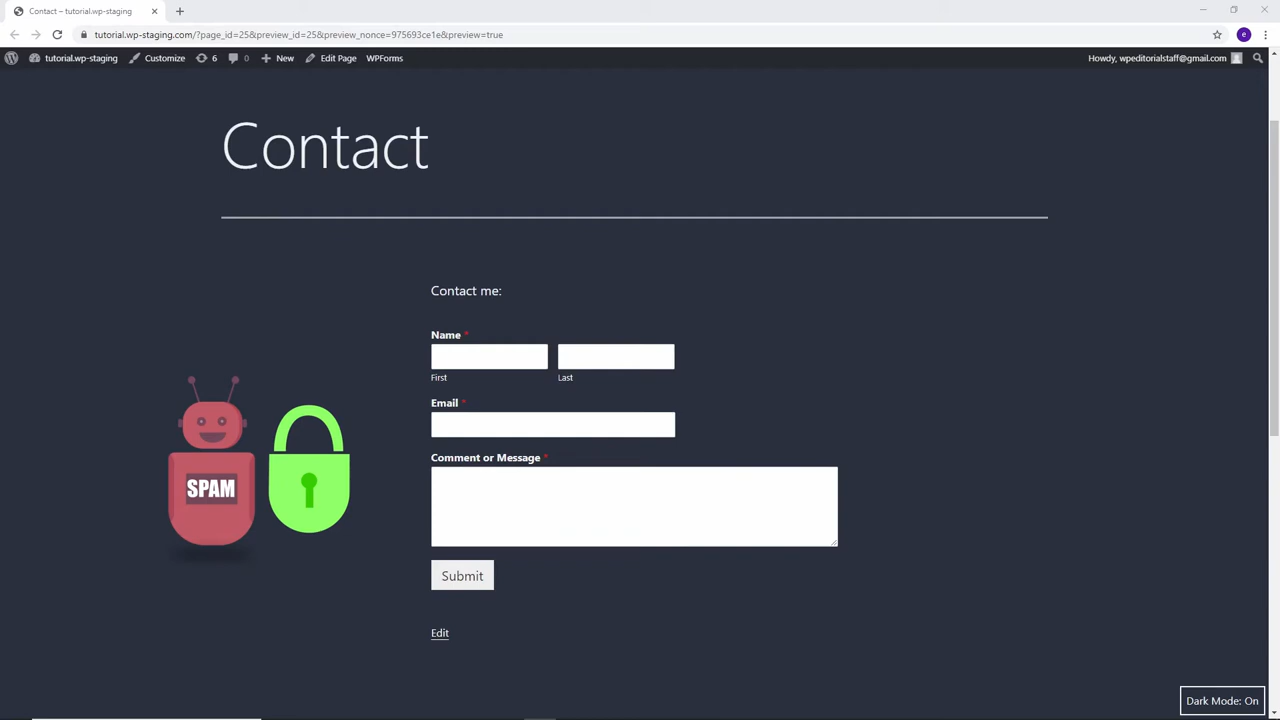 Contact – tutorial.wp-staging
tutorial.wp-staging.com/?page_id=25&preview_id=25&preview_nonce=975693ce1e&preview=true
e
tutorial.wp-staging Customize 6 0 New Edit Page WPForms Howdy, wpeditorialstaff@gmail.com
Contact
Contact me:
Name *
First Last
Email *
Comment or Message *
SPAM
Submit
Edit
Dark Mode: On